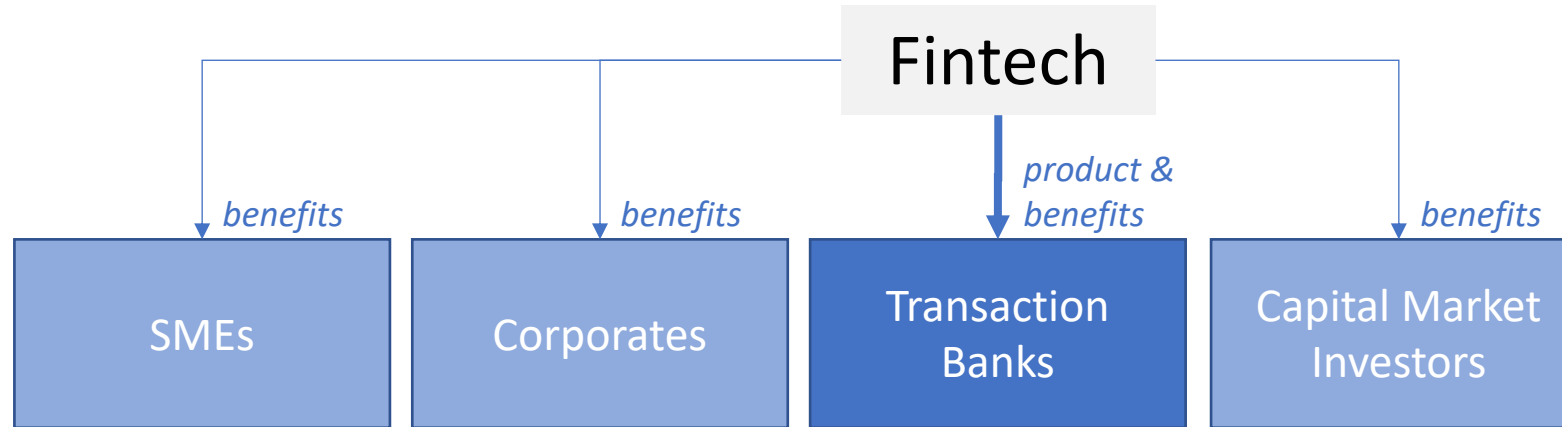 Fintech
benefits
benefits
product &
benefits
benefits
SMEs
Corporates
Transaction
Banks
Capital Market
Investors